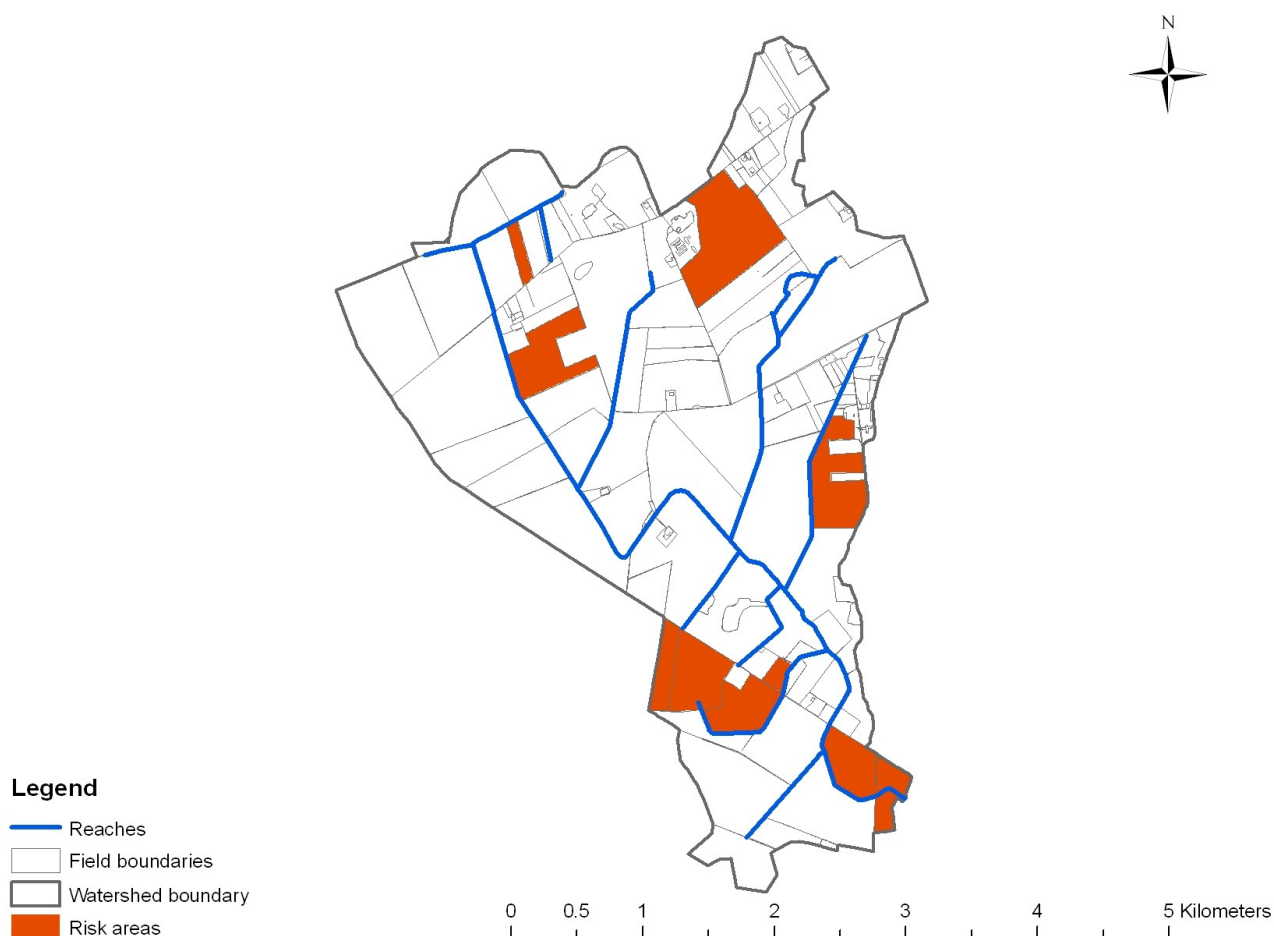 N
Legend
Reaches
Field boundaries
Watershed boundary
Risk areas
0 0.5 1 2 3 4 5 Kilometers